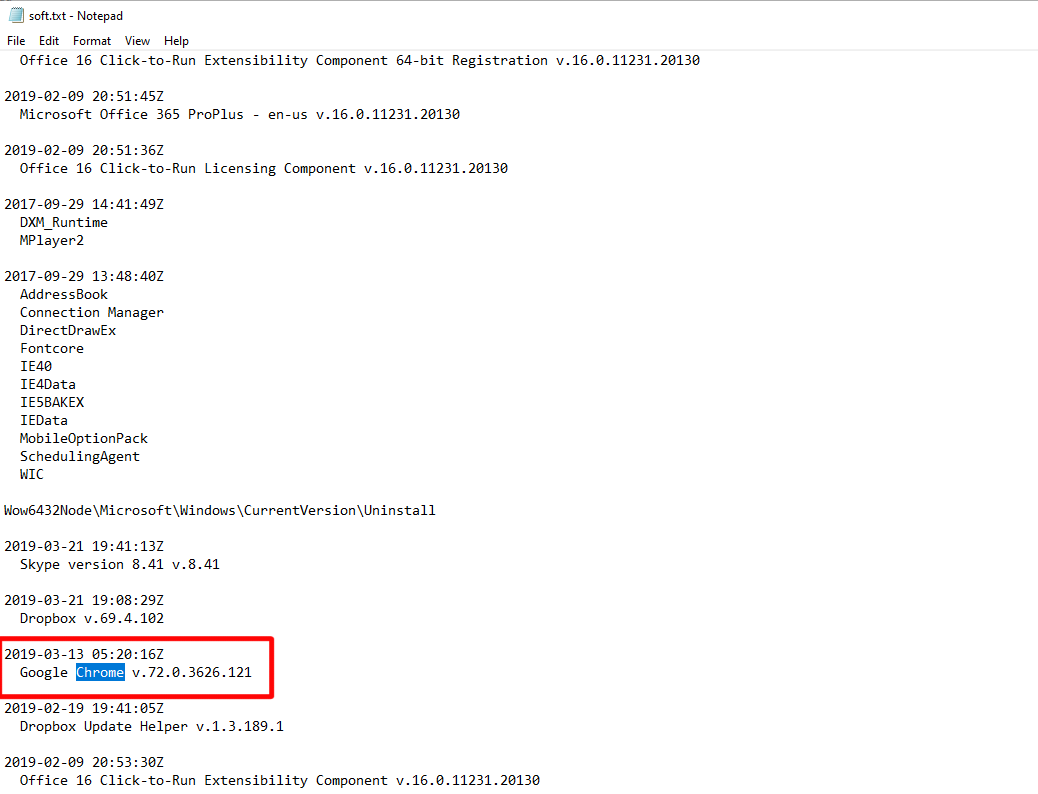 soft.txt - Notepad
File Edit Format View Help
Office 16 Click-to-Run Extensibility Component 64-bit Registration v.16.0.11231.20130
2019-02-09 20:51:45Z
Microsoft Office 365 ProPlus - en-us v.16.0.11231.20130
2019-02-09 20:51:36Z
Office 16 Click-to-Run Licensing Component v.16.0.11231.20130
2017-09-29 14:41:49Z
DXM_Runtime
MPlayer2
2017-09-29 13:48:40Z
AddressBook
Connection Manager
DirectDrawEx
Fontcore
IE40
IE4Data
IE5BAKEX
IEData
MobileOptionPack
SchedulingAgent
WIC
Wow6432Node\Microsoft\Windows\CurrentVersion\Uninstall
2019-03-21 19:41:13Z
Skype version 8.41 v.8.41
2019-03-21 19:08:29Z
Dropbox v.69.4.102
2019-03-13 05:20:16Z
Google Chrome v.72.0.3626.121
2019-02-19 19:41:05Z
Dropbox Update Helper v.1.3.189.1
2019-02-09 20:53:30Z
Office 16 Click-to-Run Extensibility Component v.16.0.11231.20130